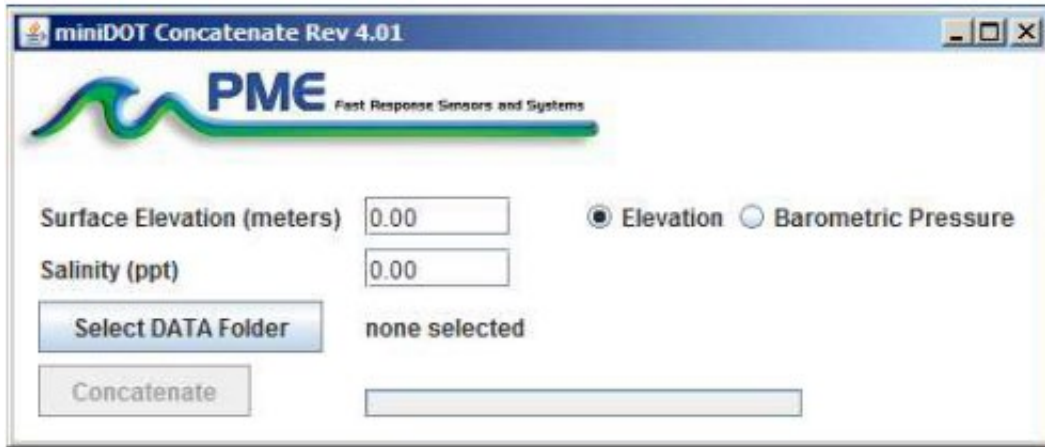 miniDOT Concatenate Rev 4.01
PME Fast Response Sensors and Systems
Surface Elevation (meters) 0.00 Elevation Barometric Pressure
Salinity (ppt) 0.00
Select DATA Folder none selected
Concatenate